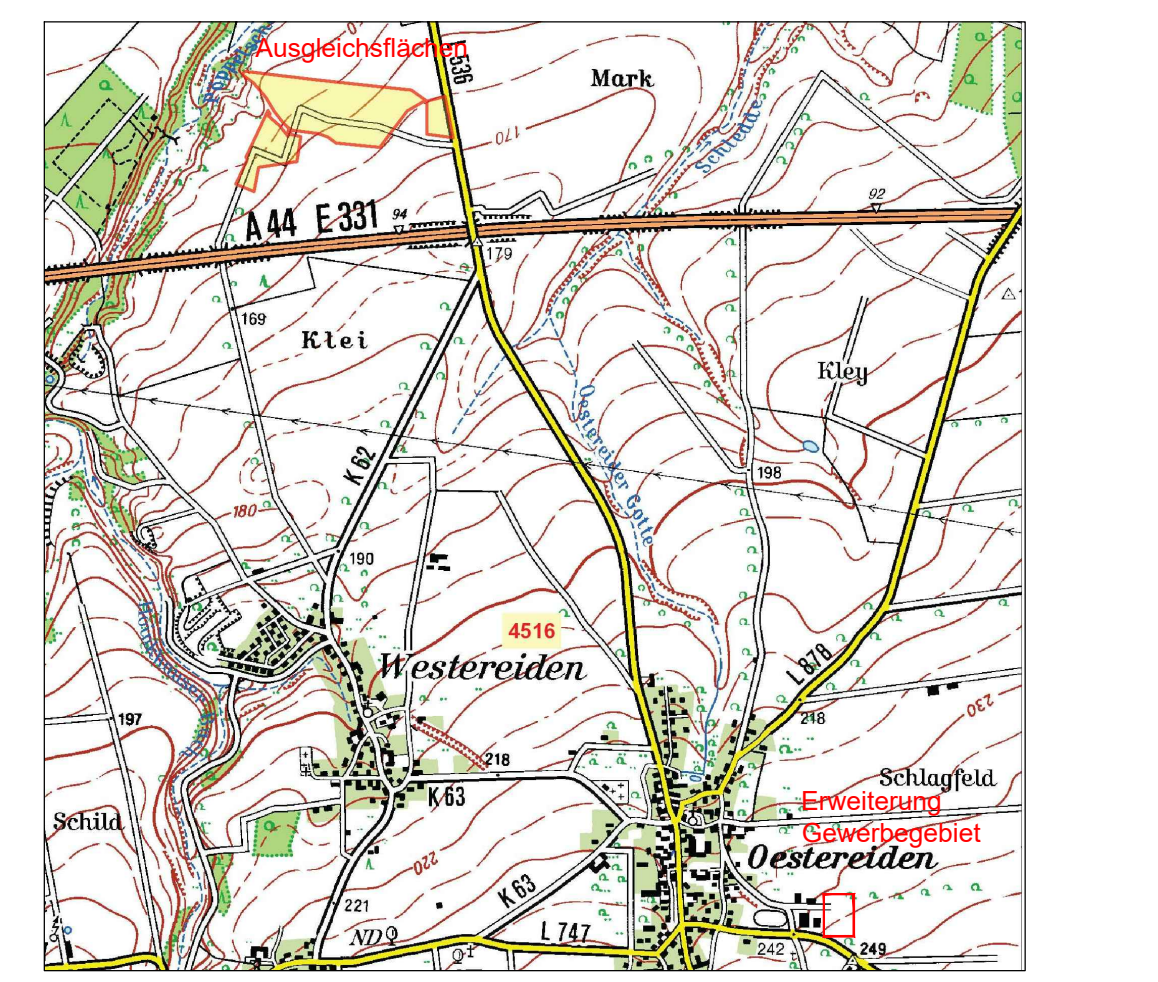 Ausgleichsflächen
Pöppelsche
L 536
Mark
170
Schledde
92
A 44 E 331
94
179
169
Klei
Kley
Oestereider Gotte
K 62
198
180
190
4516
Westereiden
L 878
218
197
230
218
Schlagfeld
K 63
Erweiterung
Gewerbegebiet
Schild
Oestereiden
220
K 63
221
ND
L 747
242
249